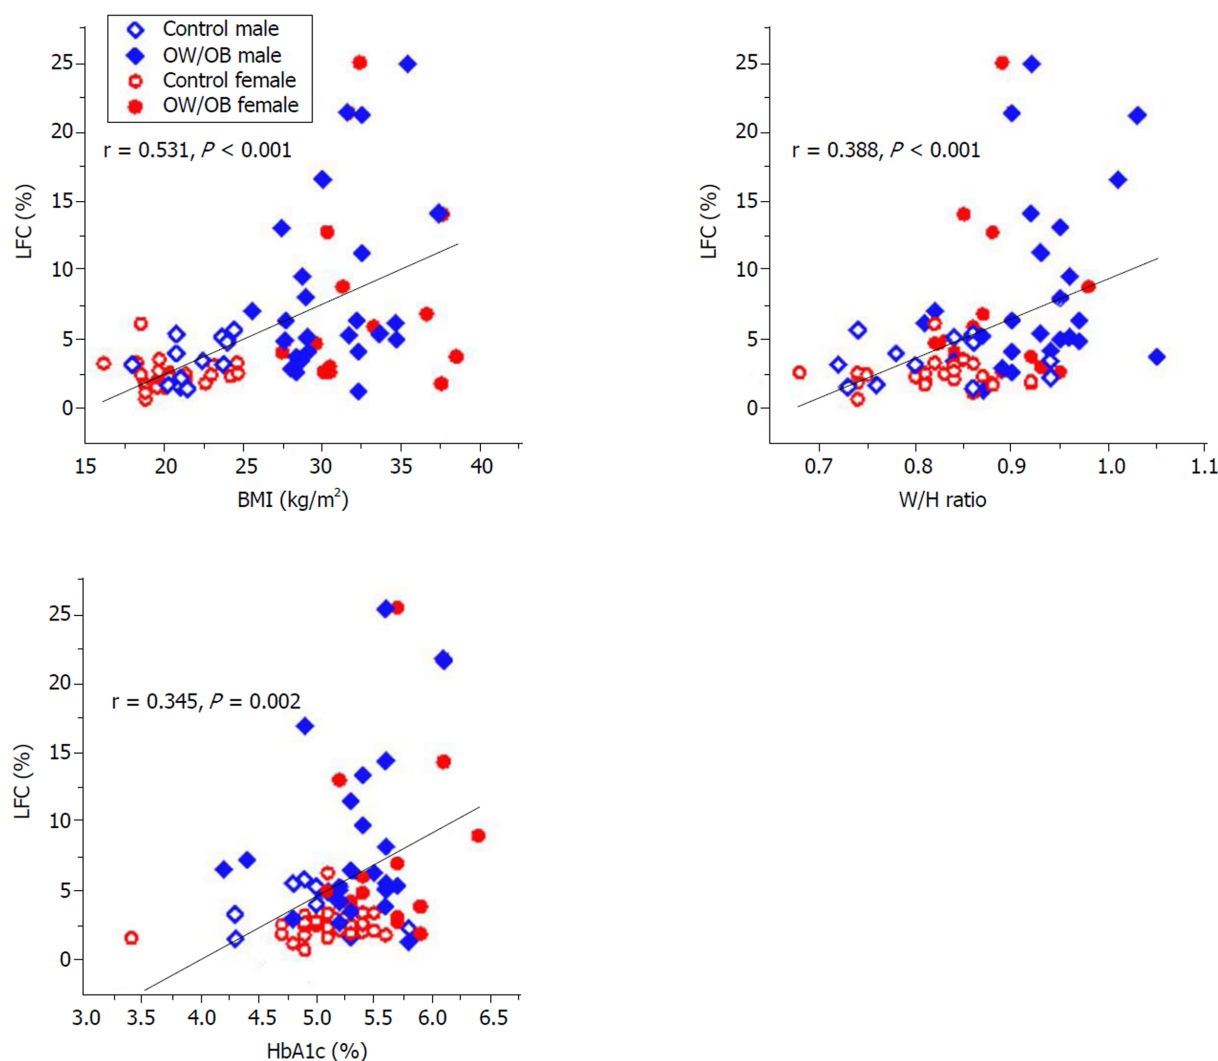 Control male
OW/OB male
Control female
OW/OB female
r = 0.531, P < 0.001
LFC (%)
25
20
15
10
5
0
15 20 25 30 35 40
BMI (kg/m²)
r = 0.388, P < 0.001
LFC (%)
25
20
15
10
5
0
0.7 0.8 0.9 1.0 1.1
W/H ratio
r = 0.345, P = 0.002
LFC (%)
25
20
15
10
5
0
3.0 3.5 4.0 4.5 5.0 5.5 6.0 6.5
HbA1c (%)